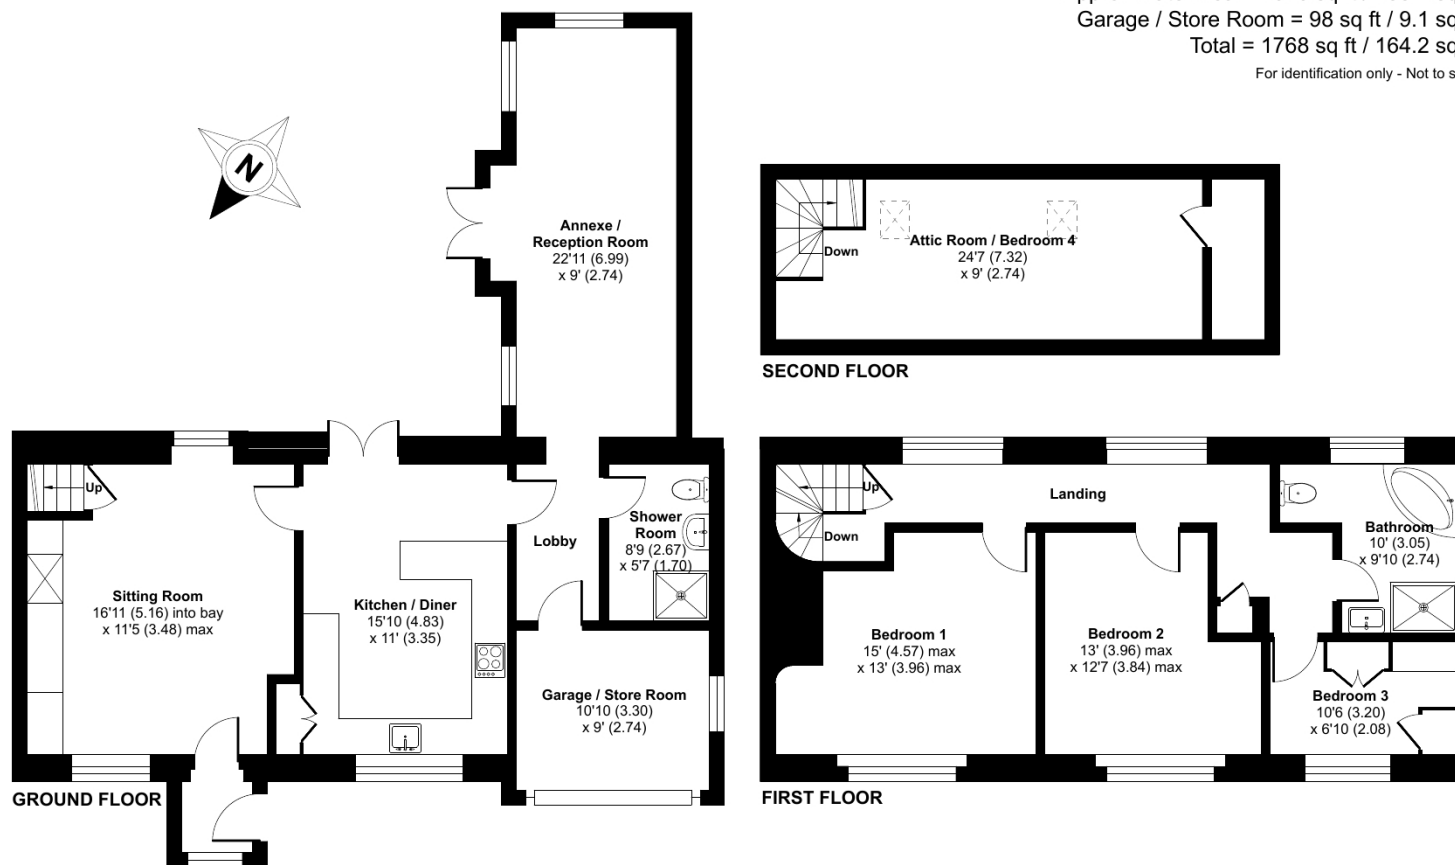 Garage / Store Room = 98 sq ft / 9.1 sq
Total = 1768 sq ft / 164.2 sq
For identification only - Not to s
N
Annexe /
Reception Room
22'11 (6.99)
x 9' (2.74)
Down
Attic Room / Bedroom 4
24'7 (7.32)
x 9' (2.74)
SECOND FLOOR
Up
Sitting Room
16'11 (5.16) into bay
x 11'5 (3.48) max
Kitchen / Diner
15'10 (4.83)
x 11' (3.35)
Lobby
Shower
Room
8'9 (2.67)
x 5'7 (1.70)
Garage / Store Room
10'10 (3.30)
x 9' (2.74)
GROUND FLOOR
Up
Down
Landing
Bathroom
10' (3.05)
x 9'10 (2.74)
Bedroom 1
15' (4.57) max
x 13' (3.96) max
Bedroom 2
13' (3.96) max
x 12'7 (3.84) max
Bedroom 3
10'6 (3.20)
x 6'10 (2.08)
FIRST FLOOR